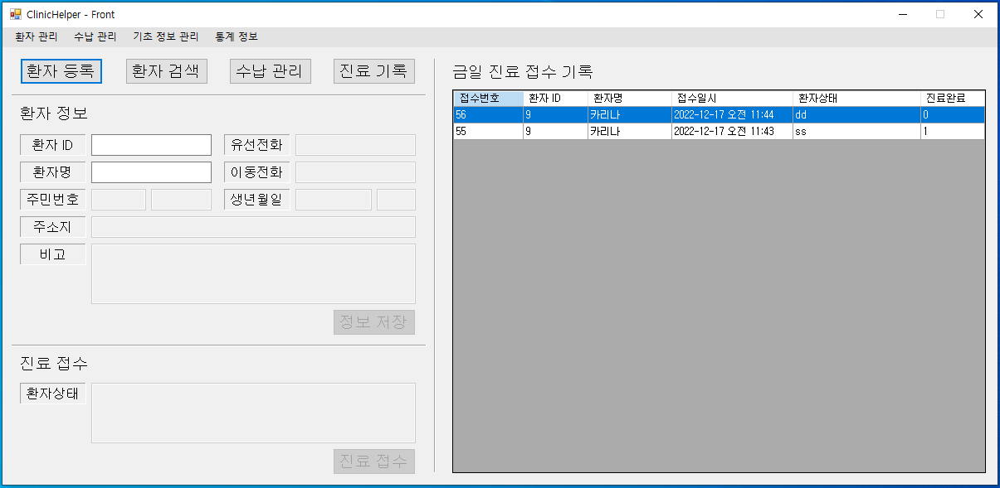 ClinicHelper - Front
환자 관리 수납 관리 기초 정보 관리 통계 정보
환자 등록 환자 검색 수납 관리 진료 기록
환자 정보
환자 ID 유선전화
환자명 이동전화
주민번호 생년월일
주소지
비고
정보 저장
진료 접수
환자상태
진료 접수
금일 진료 접수 기록
접수번호 환자 ID 환자명 접수일시 환자상태 진료완료
56 9 카리나 2022-12-17 오전 11:44 dd 0
55 9 카리나 2022-12-17 오전 11:43 ss 1